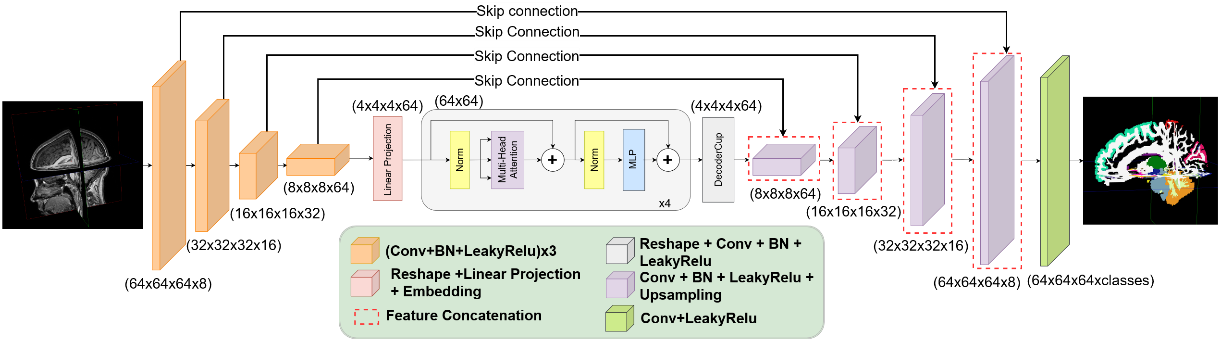 Skip connection
Skip Connection
Skip Connection
Skip Connection
(4x4x4x64)
(64x64)
(4x4x4x64)
Linear Projection
Norm
Multi-Head
Attention
+
Norm
MLP
+
x4
DecoderCup
(8x8x8x64)
(16x16x16x32)
(32x32x32x16)
(64x64x64x8)
(8x8x8x64)
(16x16x16x32)
(32x32x32x16)
(64x64x64x8)
(64x64x64xclasses)
(Conv+BN+LeakyRelu)x3
Reshape +Linear Projection
+ Embedding
Feature Concatenation
Reshape + Conv + BN +
LeakyRelu
Conv + BN + LeakyRelu +
Upsampling
Conv+LeakyRelu